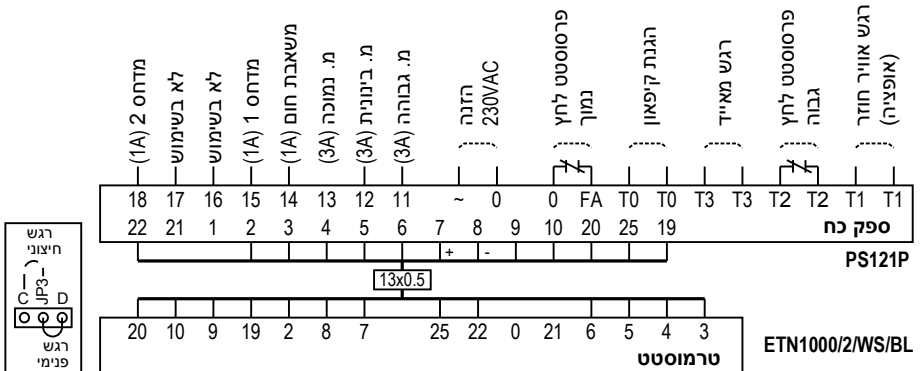 מדחס 2 (1A)
לא בשימוש
לא בשימוש
מדחס 1 (1A)
משאבת חום (1A)
מ. נמוכה (3A)
מ. בינונית (3A)
מ. גבוהה (3A)
הזנה
230VAC
פרסוסטט לחץ
נמוך
הגנת קיפאון
רגש מאייד
פרסוסטט לחץ
גבוה
רגש אוויר חוזר
(אופציה)
18 17 16 15 14 13 12 11 ~ 0 0 FA T0 T0 T3 T3 T2 T2 T1 T1
22 21 1 2 3 4 5 6 7 8 9 10 20 25 19 ספק כח
+ -
PS121P
13x0.5
20 10 9 19 2 8 7 25 22 0 21 6 5 4 3
טרמוסטט
ETN1000/2/WS/BL
רגש
חיצוני
C JP3 D
רגש
פנימי